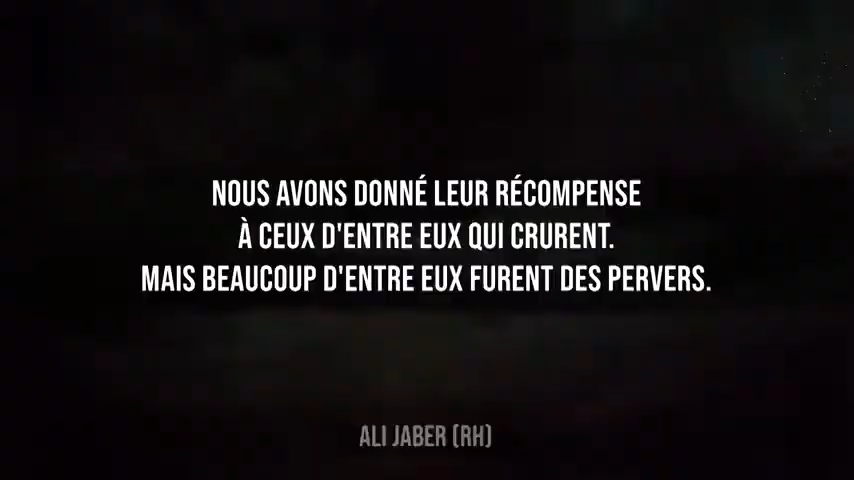 NOUS AVONS DONNÉ LEUR RÉCOMPENSE
À CEUX D'ENTRE EUX QUI CRURENT.
MAIS BEAUCOUP D'ENTRE EUX FURENT DES PERVERS.
ALI JABER (RH)